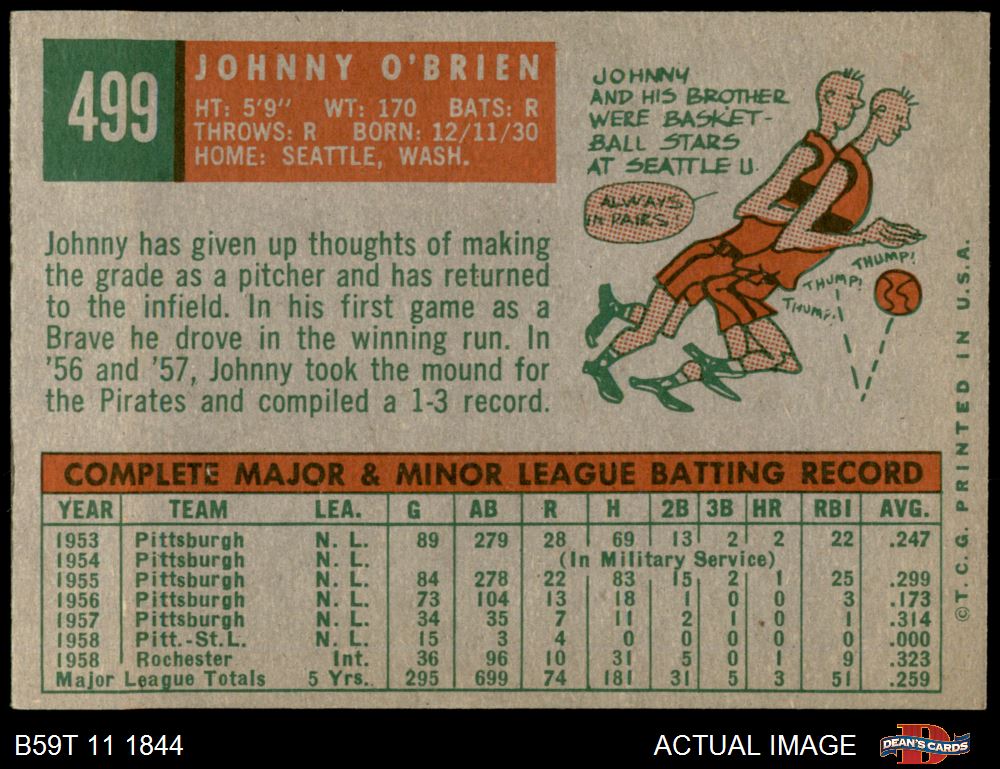 499
JOHNNY O'BRIEN
HT: 5'9" WT: 170 BATS: R
THROWS: R BORN: 12/11/30
HOME: SEATTLE, WASH.
JOHNNY
AND HIS BROTHER
WERE BASKET-
BALL STARS
AT SEATTLE U.
ALWAYS
IN PAIRS!
THUMP!
THUMP!
THUMP!
Johnny has given up thoughts of making
the grade as a pitcher and has returned
to the infield. In his first game as a
Brave he drove in the winning run. In
'56 and '57, Johnny took the mound for
the Pirates and compiled a 1-3 record.
COMPLETE MAJOR & MINOR LEAGUE BATTING RECORD
YEAR TEAM LEA. G AB R H 2B 3B HR RBI AVG.
1953 Pittsburgh N. L. 89 279 28 69 13 2 2 22 .247
1954 Pittsburgh N. L. (In Military Service)
1955 Pittsburgh N. L. 84 278 22 83 15 2 1 25 .299
1956 Pittsburgh N. L. 73 104 13 18 1 0 0 3 .173
1957 Pittsburgh N. L. 34 35 7 11 2 1 0 1 .314
1958 Pitt.-St.L. N. L. 15 3 4 0 0 0 0 0 .000
1958 Rochester Int. 36 96 10 31 5 0 1 9 .323
Major League Totals 5 Yrs. 295 699 74 181 31 5 3 51 .259
©T.C.G. PRINTED IN U.S.A.
B59T 11 1844
ACTUAL IMAGE
DEAN'S CARDS